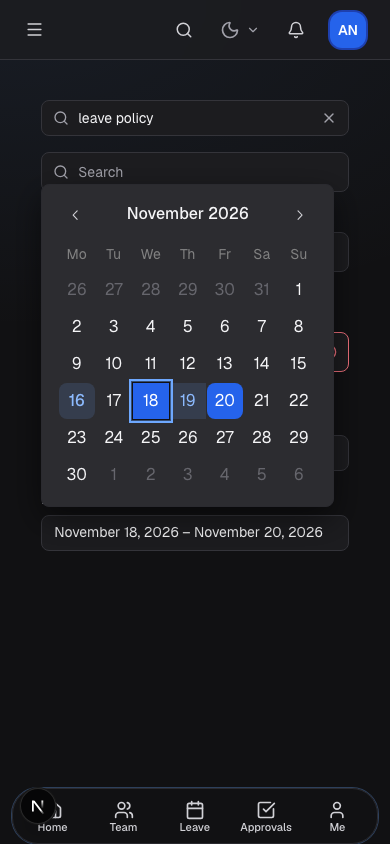 AN
leave policy
Search
November 2026
Mo Tu We Th Fr Sa Su
26 27 28 29 30 31 1
2 3 4 5 6 7 8
9 10 11 12 13 14 15
16 17 18 19 20 21 22
23 24 25 26 27 28 29
30 1 2 3 4 5 6
November 18, 2026 – November 20, 2026
N
Home Team Leave Approvals Me